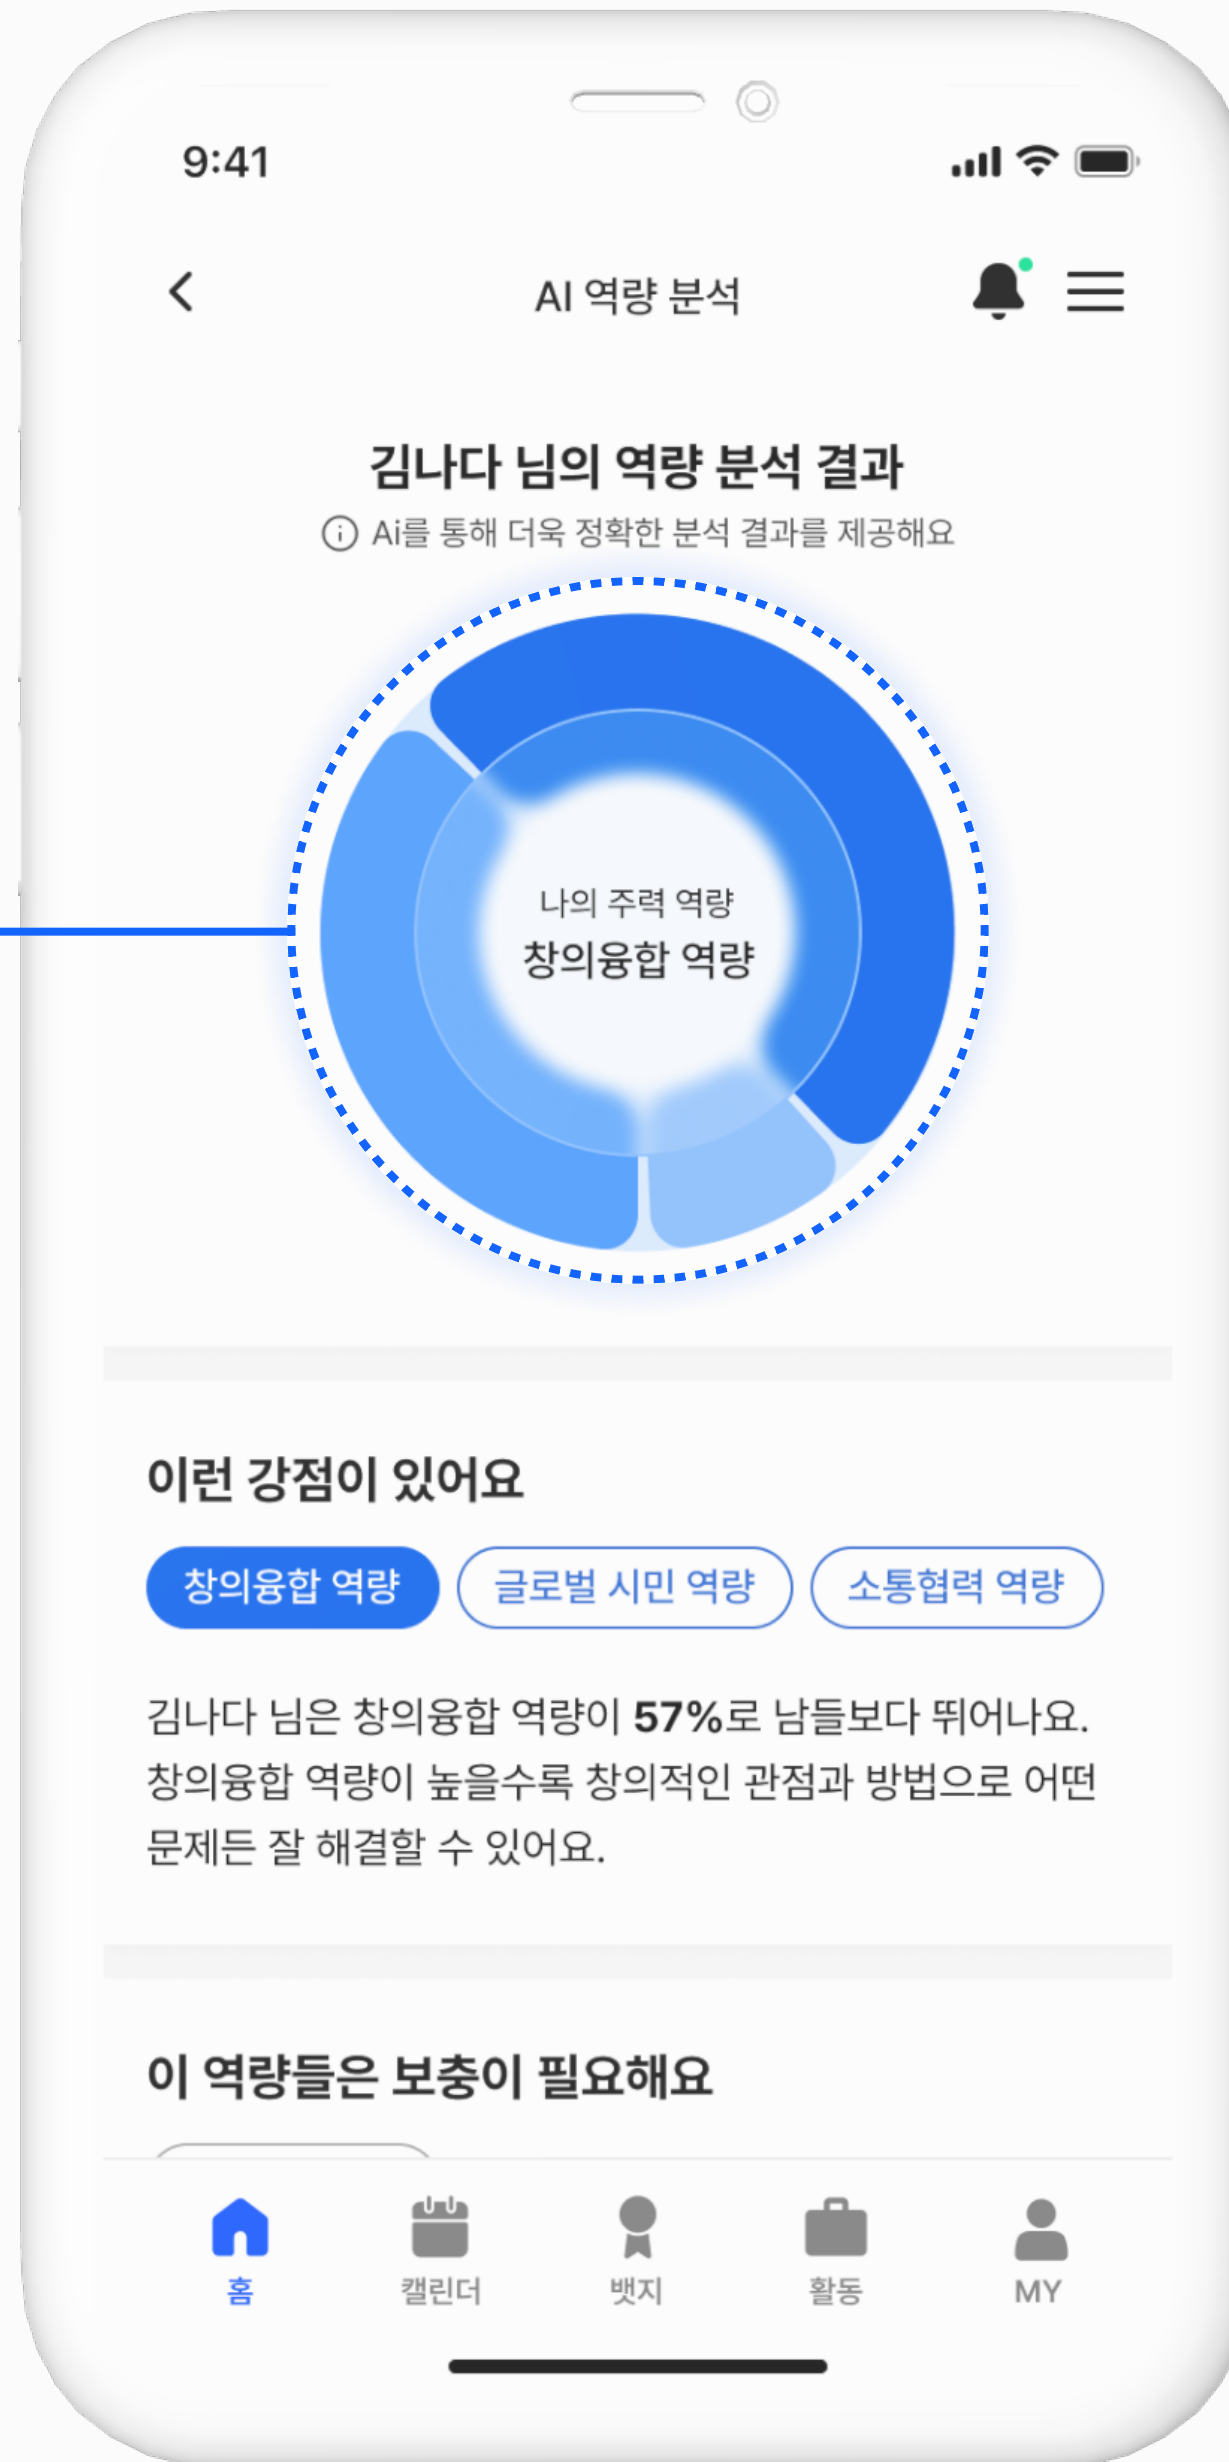 9:41
AI 역량 분석
김나다 님의 역량 분석 결과
Ai를 통해 더욱 정확한 분석 결과를 제공해요
나의 주력 역량
창의융합 역량
이런 강점이 있어요
창의융합 역량 글로벌 시민 역량 소통협력 역량
김나다 님은 창의융합 역량이 57%로 남들보다 뛰어나요.
창의융합 역량이 높을수록 창의적인 관점과 방법으로 어떤
문제든 잘 해결할 수 있어요.
이 역량들은 보충이 필요해요
홈 캘린더 뱃지 활동 MY